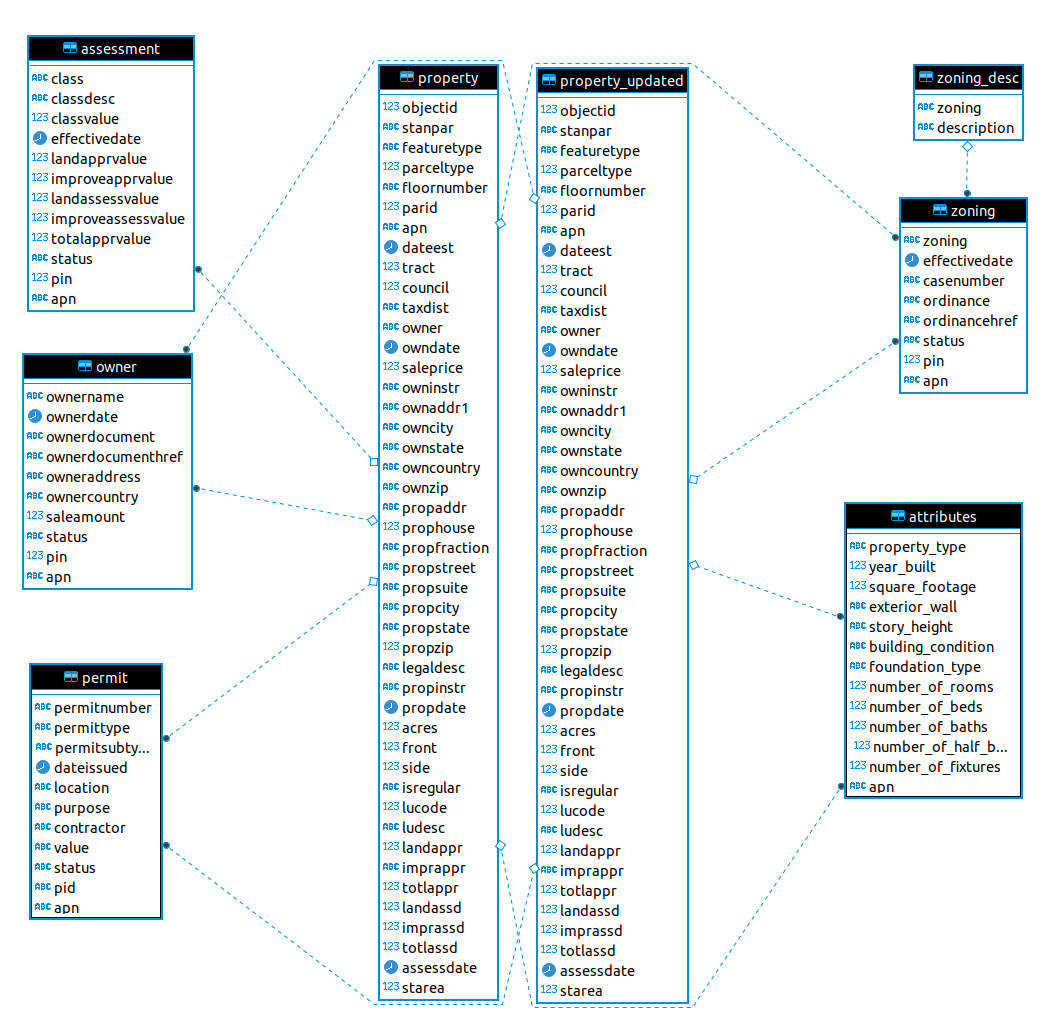 assessment
ABC class
ABC classdesc
123 classvalue
effectivedate
123 landapprvalue
123 improveapprvalue
ABC landassessvalue
ABC improveassessvalue
123 totalapprvalue
ABC status
123 pin
ABC apn
owner
ABC ownername
ownerdate
ABC ownerdocument
ABC ownerdocumenthref
ABC owneraddress
ABC ownercountry
123 saleamount
ABC status
123 pin
ABC apn
permit
ABC permitnumber
ABC permittype
ABC permitsubty...
dateissued
ABC location
ABC purpose
ABC contractor
ABC value
ABC status
ABC pid
ABC apn
property
123 objectid
ABC stanpar
ABC featuretype
123 parceltype
ABC floornumber
123 parid
ABC apn
dateest
123 tract
123 council
ABC taxdist
ABC owner
owndate
123 saleprice
ABC owninstr
ABC ownaddr1
ABC owncity
ABC ownstate
ABC owncountry
ABC ownzip
ABC propaddr
123 prophouse
ABC propfraction
ABC propstreet
ABC propsuite
ABC propcity
ABC propstate
123 propzip
ABC legaldesc
ABC propinstr
propdate
123 acres
123 front
123 side
ABC isregular
123 lucode
ABC ludesc
123 landappr
ABC imprappr
123 totlappr
123 landassd
123 imprassd
123 totlassd
assessdate
123 starea
property_updated
123 objectid
ABC stanpar
ABC featuretype
123 parceltype
ABC floornumber
123 parid
ABC apn
dateest
123 tract
123 council
ABC taxdist
ABC owner
owndate
123 saleprice
ABC owninstr
ABC ownaddr1
ABC owncity
ABC ownstate
ABC owncountry
ABC ownzip
ABC propaddr
123 prophouse
ABC propfraction
ABC propstreet
ABC propsuite
ABC propcity
ABC propstate
123 propzip
ABC legaldesc
ABC propinstr
propdate
123 acres
123 front
123 side
ABC isregular
123 lucode
ABC ludesc
123 landappr
ABC imprappr
123 totlappr
123 landassd
123 imprassd
123 totlassd
assessdate
123 starea
zoning_desc
ABC zoning
ABC description
zoning
ABC zoning
effectivedate
ABC casenumber
ABC ordinance
ABC ordinancehref
ABC status
123 pin
ABC apn
attributes
ABC property_type
123 year_built
123 square_footage
ABC exterior_wall
ABC story_height
ABC building_condition
ABC foundation_type
123 number_of_rooms
123 number_of_beds
123 number_of_baths
123 number_of_half_b...
123 number_of_fixtures
ABC apn